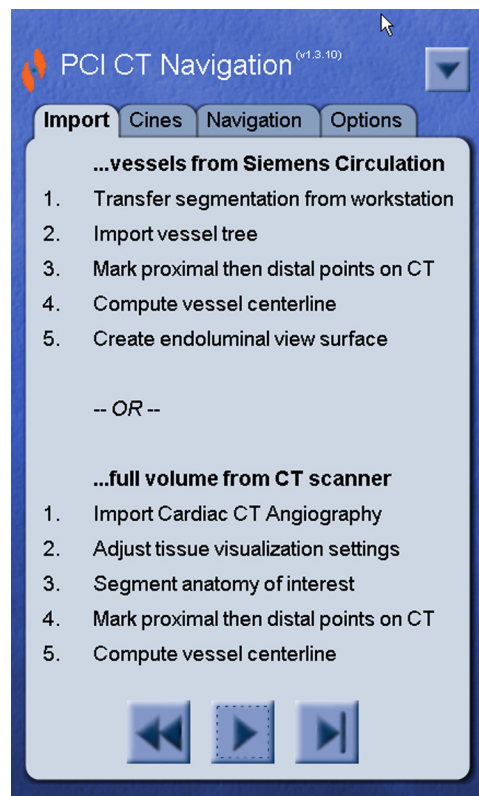 PCI CT Navigation (v1.3.10)
Import Cines Navigation Options
...vessels from Siemens Circulation
1. Transfer segmentation from workstation
2. Import vessel tree
3. Mark proximal then distal points on CT
4. Compute vessel centerline
5. Create endoluminal view surface
-- OR --
...full volume from CT scanner
1. Import Cardiac CT Angiography
2. Adjust tissue visualization settings
3. Segment anatomy of interest
4. Mark proximal then distal points on CT
5. Compute vessel centerline